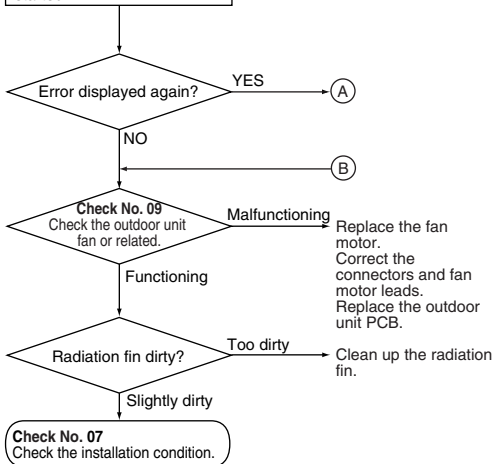 Error displayed again?
YES
A
NO
B
Check No. 09
Check the outdoor unit
fan or related.
Malfunctioning
Replace the fan
motor.
Correct the
connectors and fan
motor leads.
Replace the outdoor
unit PCB.
Functioning
Radiation fin dirty?
Too dirty
Clean up the radiation
fin.
Slightly dirty
Check No. 07
Check the installation condition.